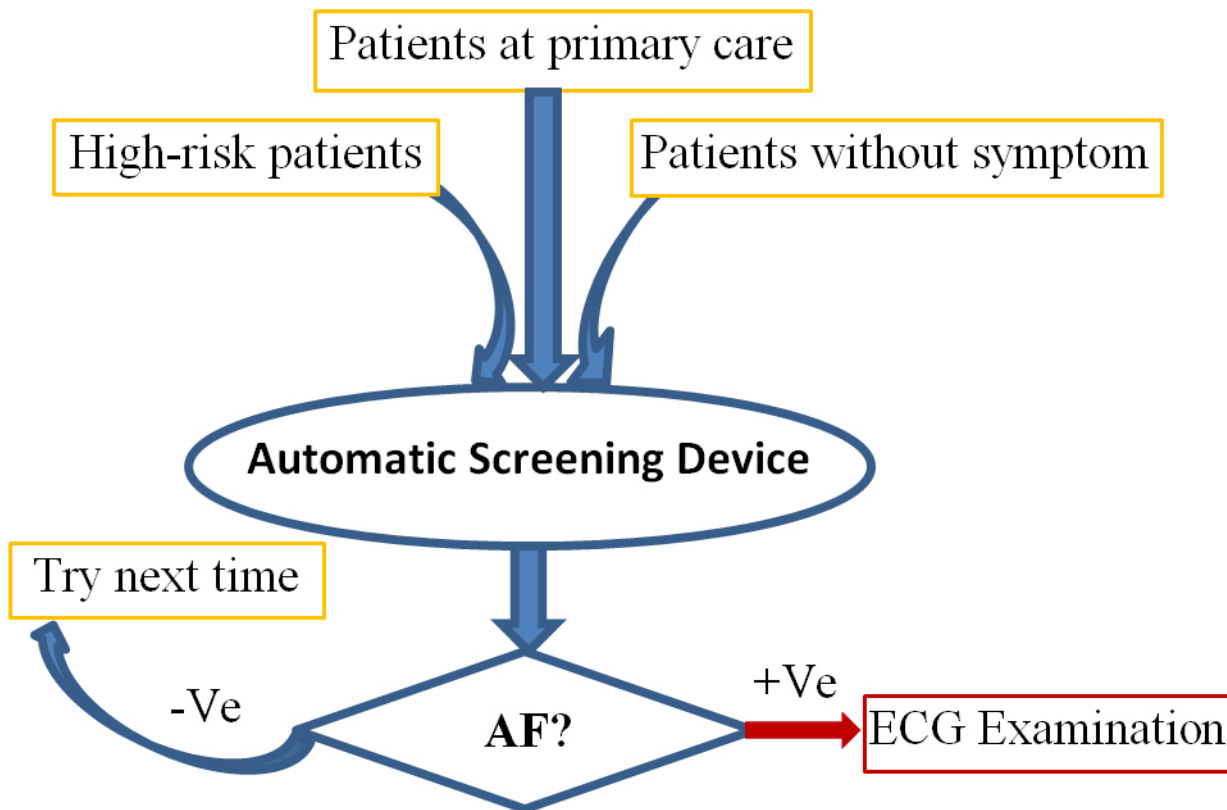 Patients at primary care
High-risk patients
Patients without symptom
Automatic Screening Device
Try next time
-Ve
AF?
+Ve
ECG Examination